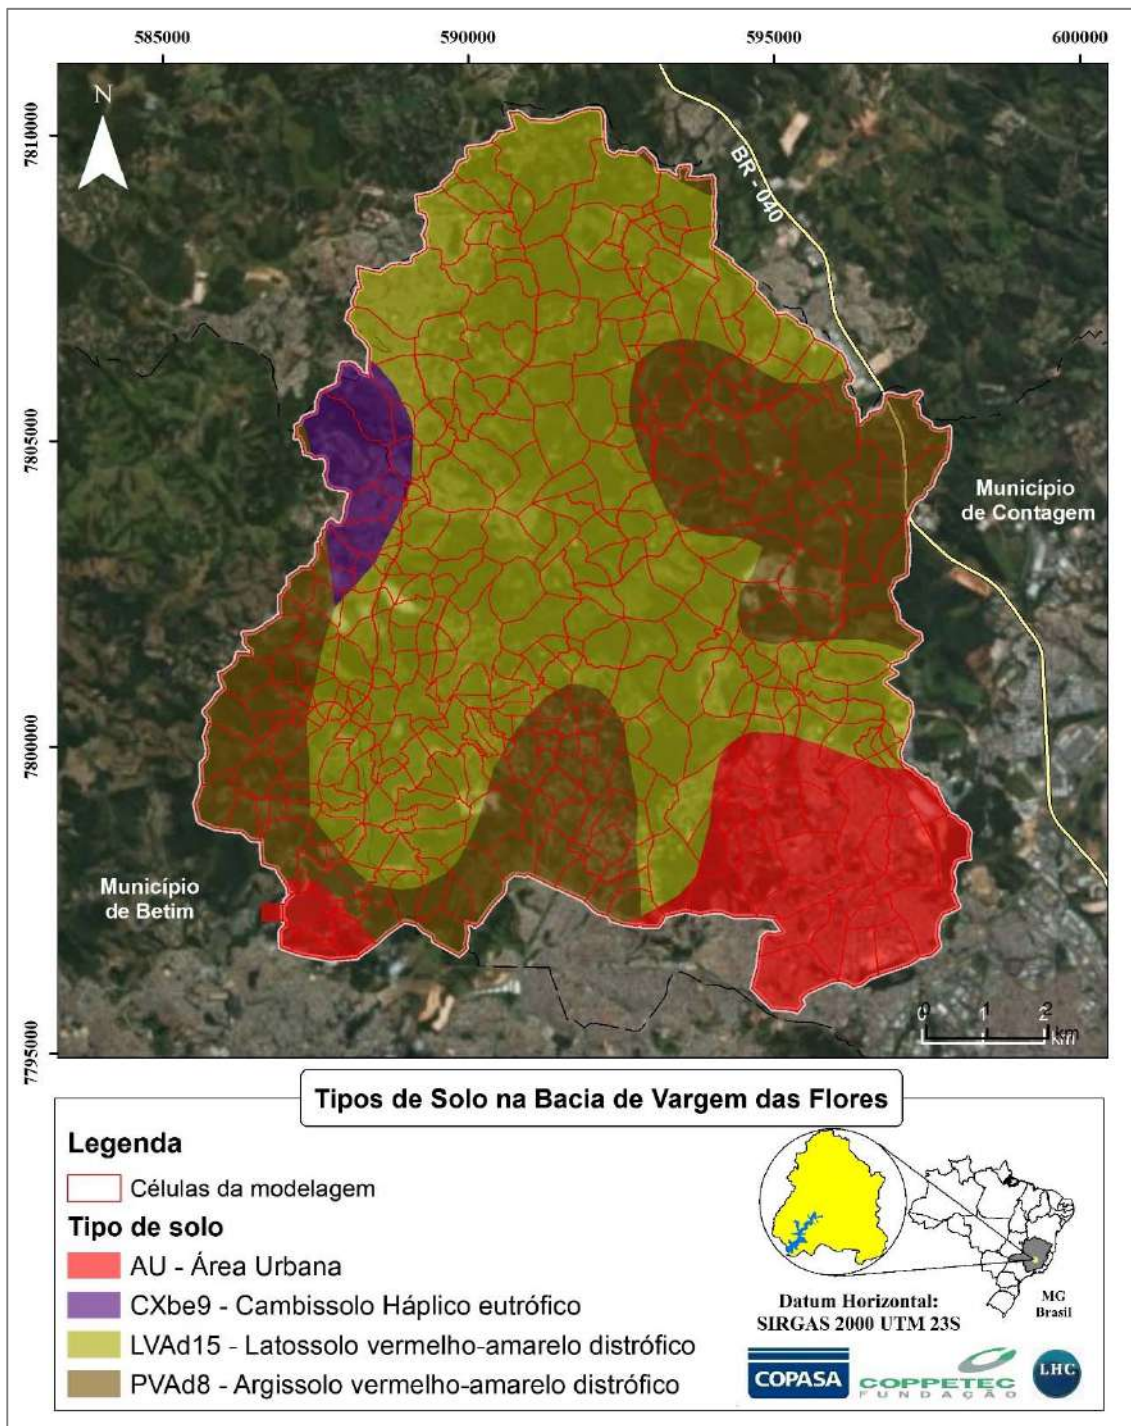 585000
590000
595000
600000
7810000
7805000
7800000
7795000
N
BR - 040
Município
de Contagem
Município
de Betim
0 1 2
km
km
Tipos de Solo na Bacia de Vargem das Flores
Legenda
Células da modelagem
Tipo de solo
AU - Área Urbana
CXbe9 - Cambissolo Háplico eutrófico
LVAd15 - Latossolo vermelho-amarelo distrófico
PVAd8 - Argissolo vermelho-amarelo distrófico
MG
Brasil
Datum Horizontal:
SIRGAS 2000 UTM 23S
COPASA
COPPETEC
FUNDAÇÃO
LHC